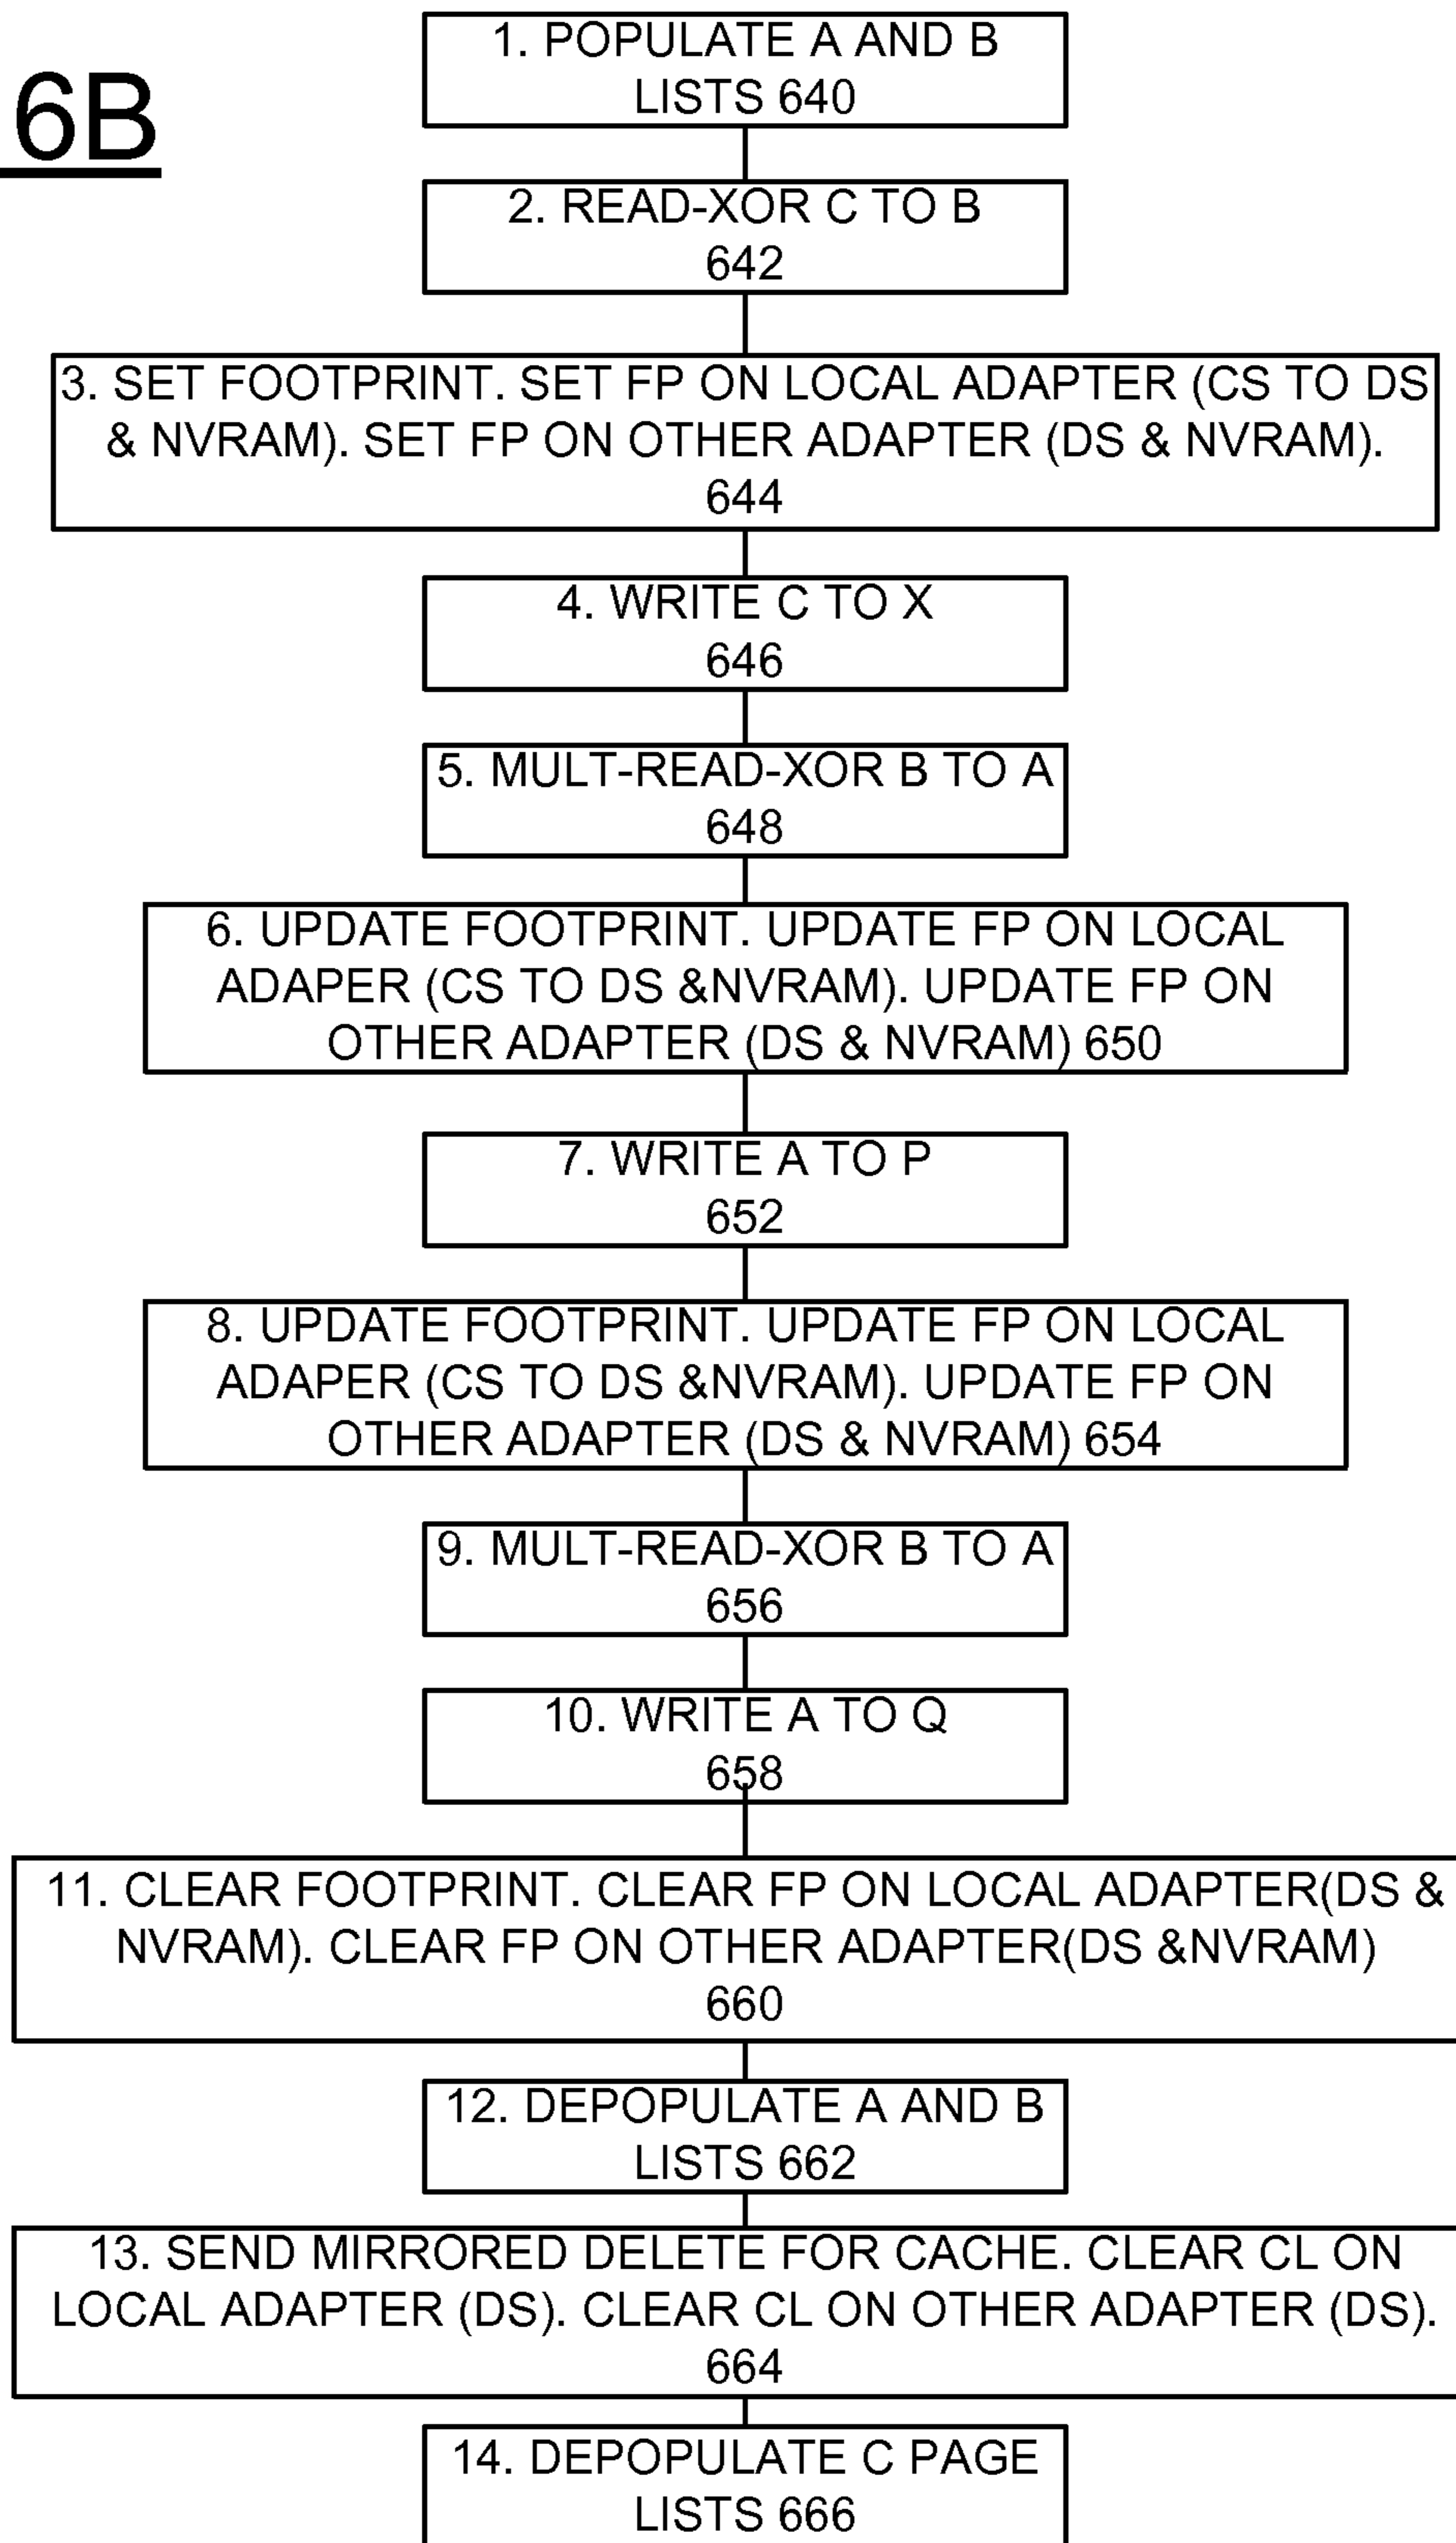 6B
1. POPULATE A AND B
LISTS 640
2. READ-XOR C TO B
642
3. SET FOOTPRINT. SET FP ON LOCAL ADAPTER (CS TO DS
& NVRAM). SET FP ON OTHER ADAPTER (DS & NVRAM).
644
4. WRITE C TO X
646
5. MULT-READ-XOR B TO A
648
6. UPDATE FOOTPRINT. UPDATE FP ON LOCAL
ADAPER (CS TO DS &NVRAM). UPDATE FP ON
OTHER ADAPTER (DS & NVRAM) 650
7. WRITE A TO P
652
8. UPDATE FOOTPRINT. UPDATE FP ON LOCAL
ADAPER (CS TO DS &NVRAM). UPDATE FP ON
OTHER ADAPTER (DS & NVRAM) 654
9. MULT-READ-XOR B TO A
656
10. WRITE A TO Q
658
11. CLEAR FOOTPRINT. CLEAR FP ON LOCAL ADAPTER(DS &
NVRAM). CLEAR FP ON OTHER ADAPTER(DS &NVRAM)
660
12. DEPOPULATE A AND B
LISTS 662
13. SEND MIRRORED DELETE FOR CACHE. CLEAR CL ON
LOCAL ADAPTER (DS). CLEAR CL ON OTHER ADAPTER (DS).
664
14. DEPOPULATE C PAGE
LISTS 666